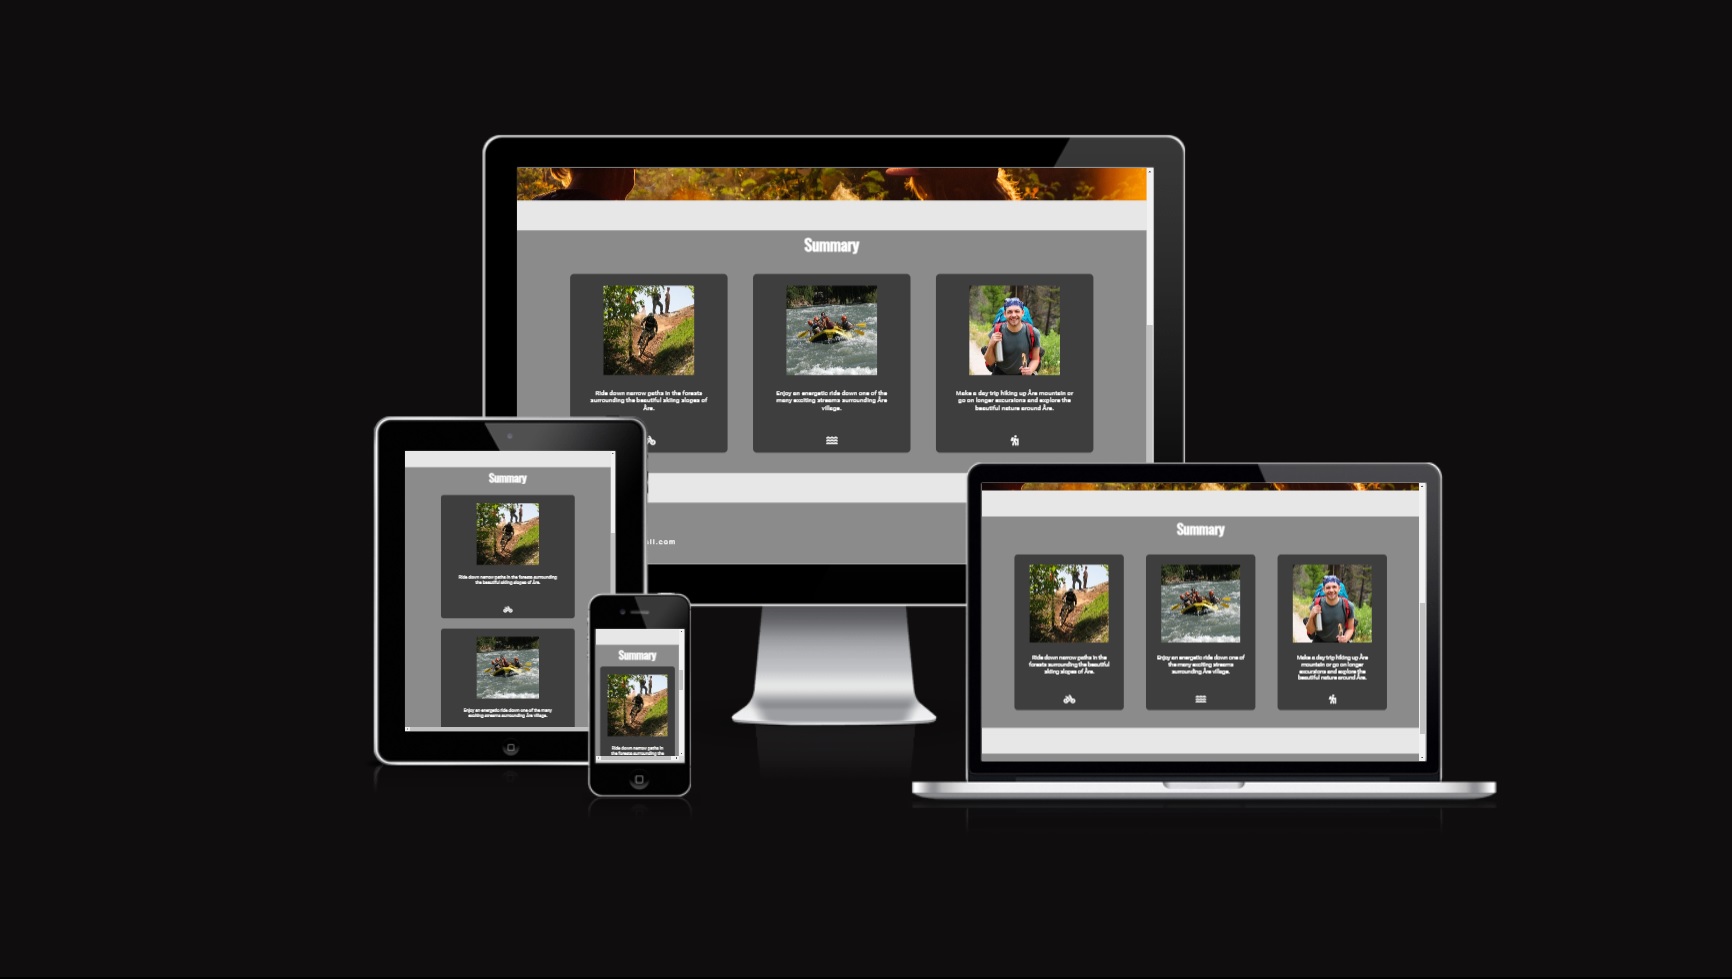 Summary
Ride down narrow paths in the forests
surrounding the beautiful skiing slopes of
Åre.
Enjoy an energetic ride down one of the
many exciting streams surrounding Åre
village.
Make a day trip hiking up Åre mountain or
go on longer excursions and explore the
beautiful nature around Åre.
ail.com
Summary
Ride down narrow paths in the forests surrounding
the beautiful skiing slopes of Åre.
Enjoy an energetic ride down one of the many
exciting streams surrounding Åre village.
Summary
Ride down narrow paths in
the forests surrounding the
Summary
Ride down narrow paths in the
forests surrounding the beautiful
skiing slopes of Åre.
Enjoy an energetic ride down one of
the many exciting streams
surrounding Åre village.
Make a day trip hiking up Åre
mountain or go on longer
excursions and explore the
beautiful nature around Åre.